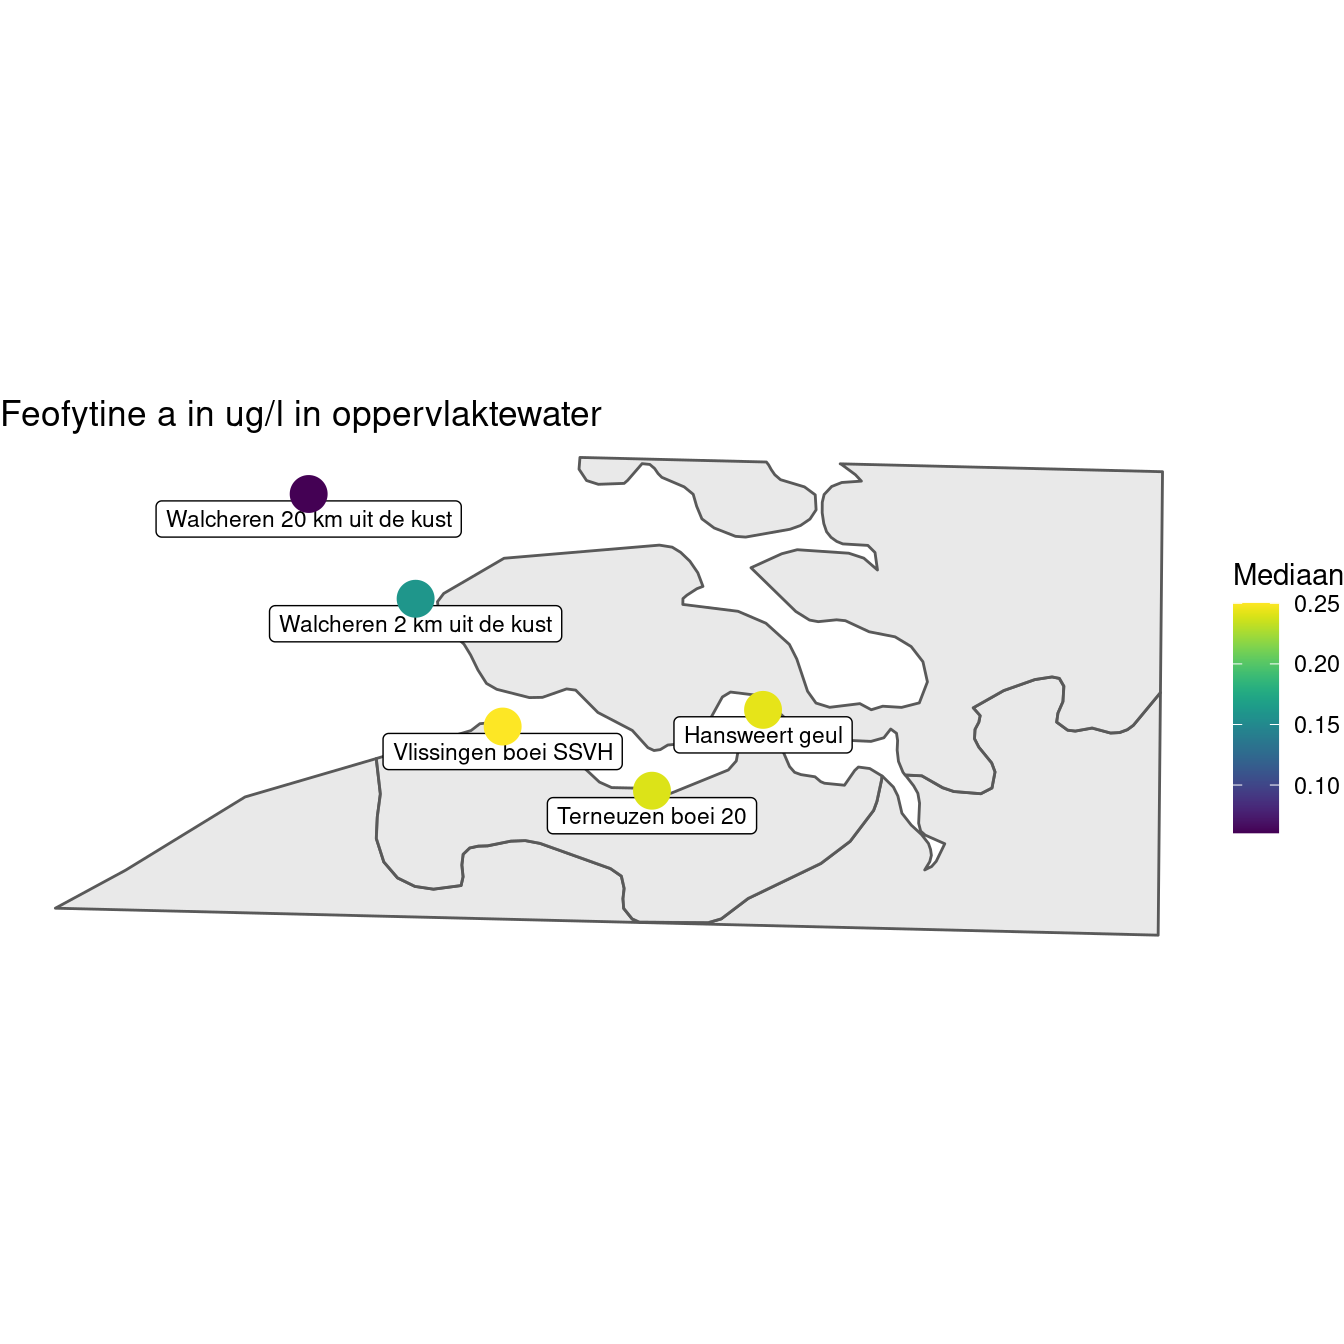 Feofytine a in ug/l in oppervlaktewater
Walcheren 20 km uit de kust
Walcheren 2 km uit de kust
Vlissingen boei SSVH
Hansweert geul
Terneuzen boei 20
Mediaan
0.25
0.20
0.15
0.10